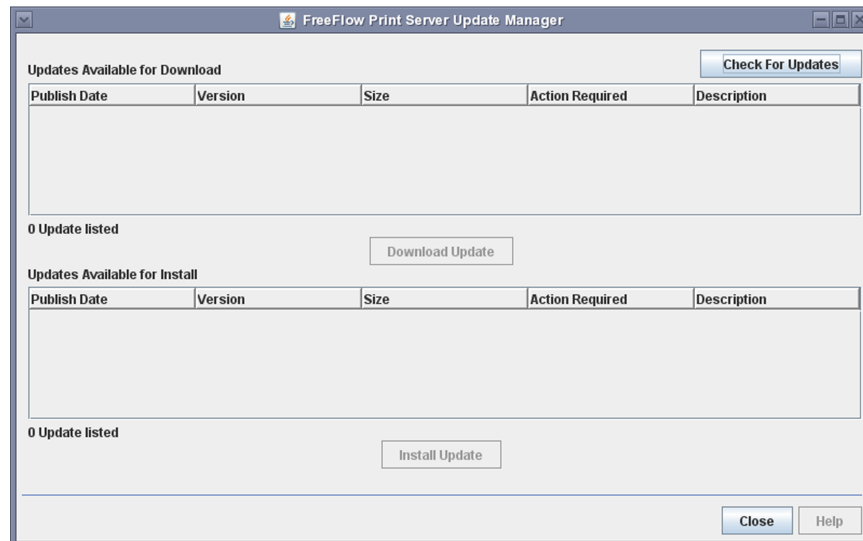 FreeFlow Print Server Update Manager
Check For Updates
Updates Available for Download
Publish Date Version Size Action Required Description
0 Update listed
Download Update
Updates Available for Install
Publish Date Version Size Action Required Description
0 Update listed
Install Update
Close Help